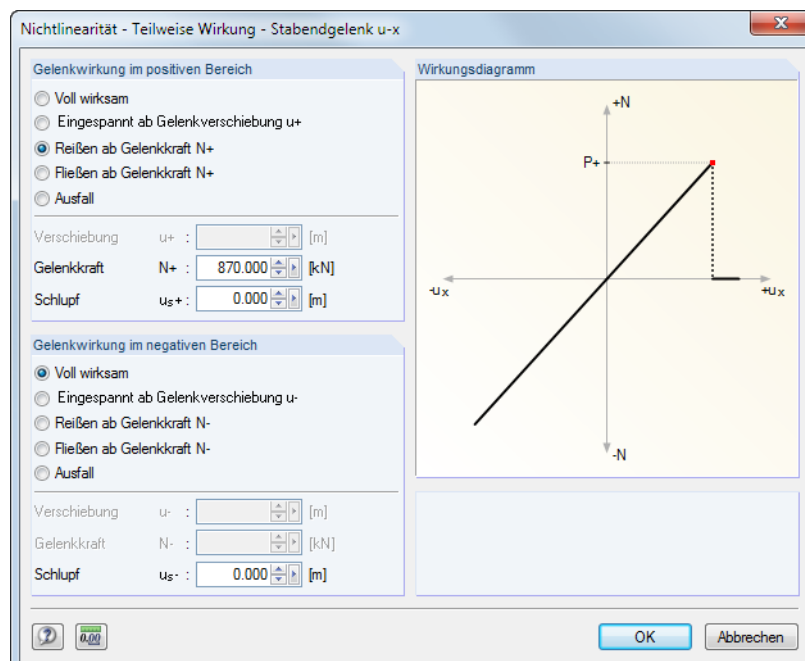 Nichtlinearität - Teilweise Wirkung - Stabendgelenk u-x
Gelenkwirkung im positiven Bereich
Voll wirksam
Eingespannt ab Gelenkverschiebung u+
Reißen ab Gelenkkraft N+
Fließen ab Gelenkkraft N+
Ausfall
Verschiebung u+ : [m]
Gelenkkraft N+ : 870.000 [kN]
Schlupf us+ : 0.000 [m]
Gelenkwirkung im negativen Bereich
Voll wirksam
Eingespannt ab Gelenkverschiebung u-
Reißen ab Gelenkkraft N-
Fließen ab Gelenkkraft N-
Ausfall
Verschiebung u- : [m]
Gelenkkraft N- : [kN]
Schlupf us- : 0.000 [m]
Wirkungsdiagramm
+N
P+
-ux
+ux
-N
0.00
OK
Abbrechen